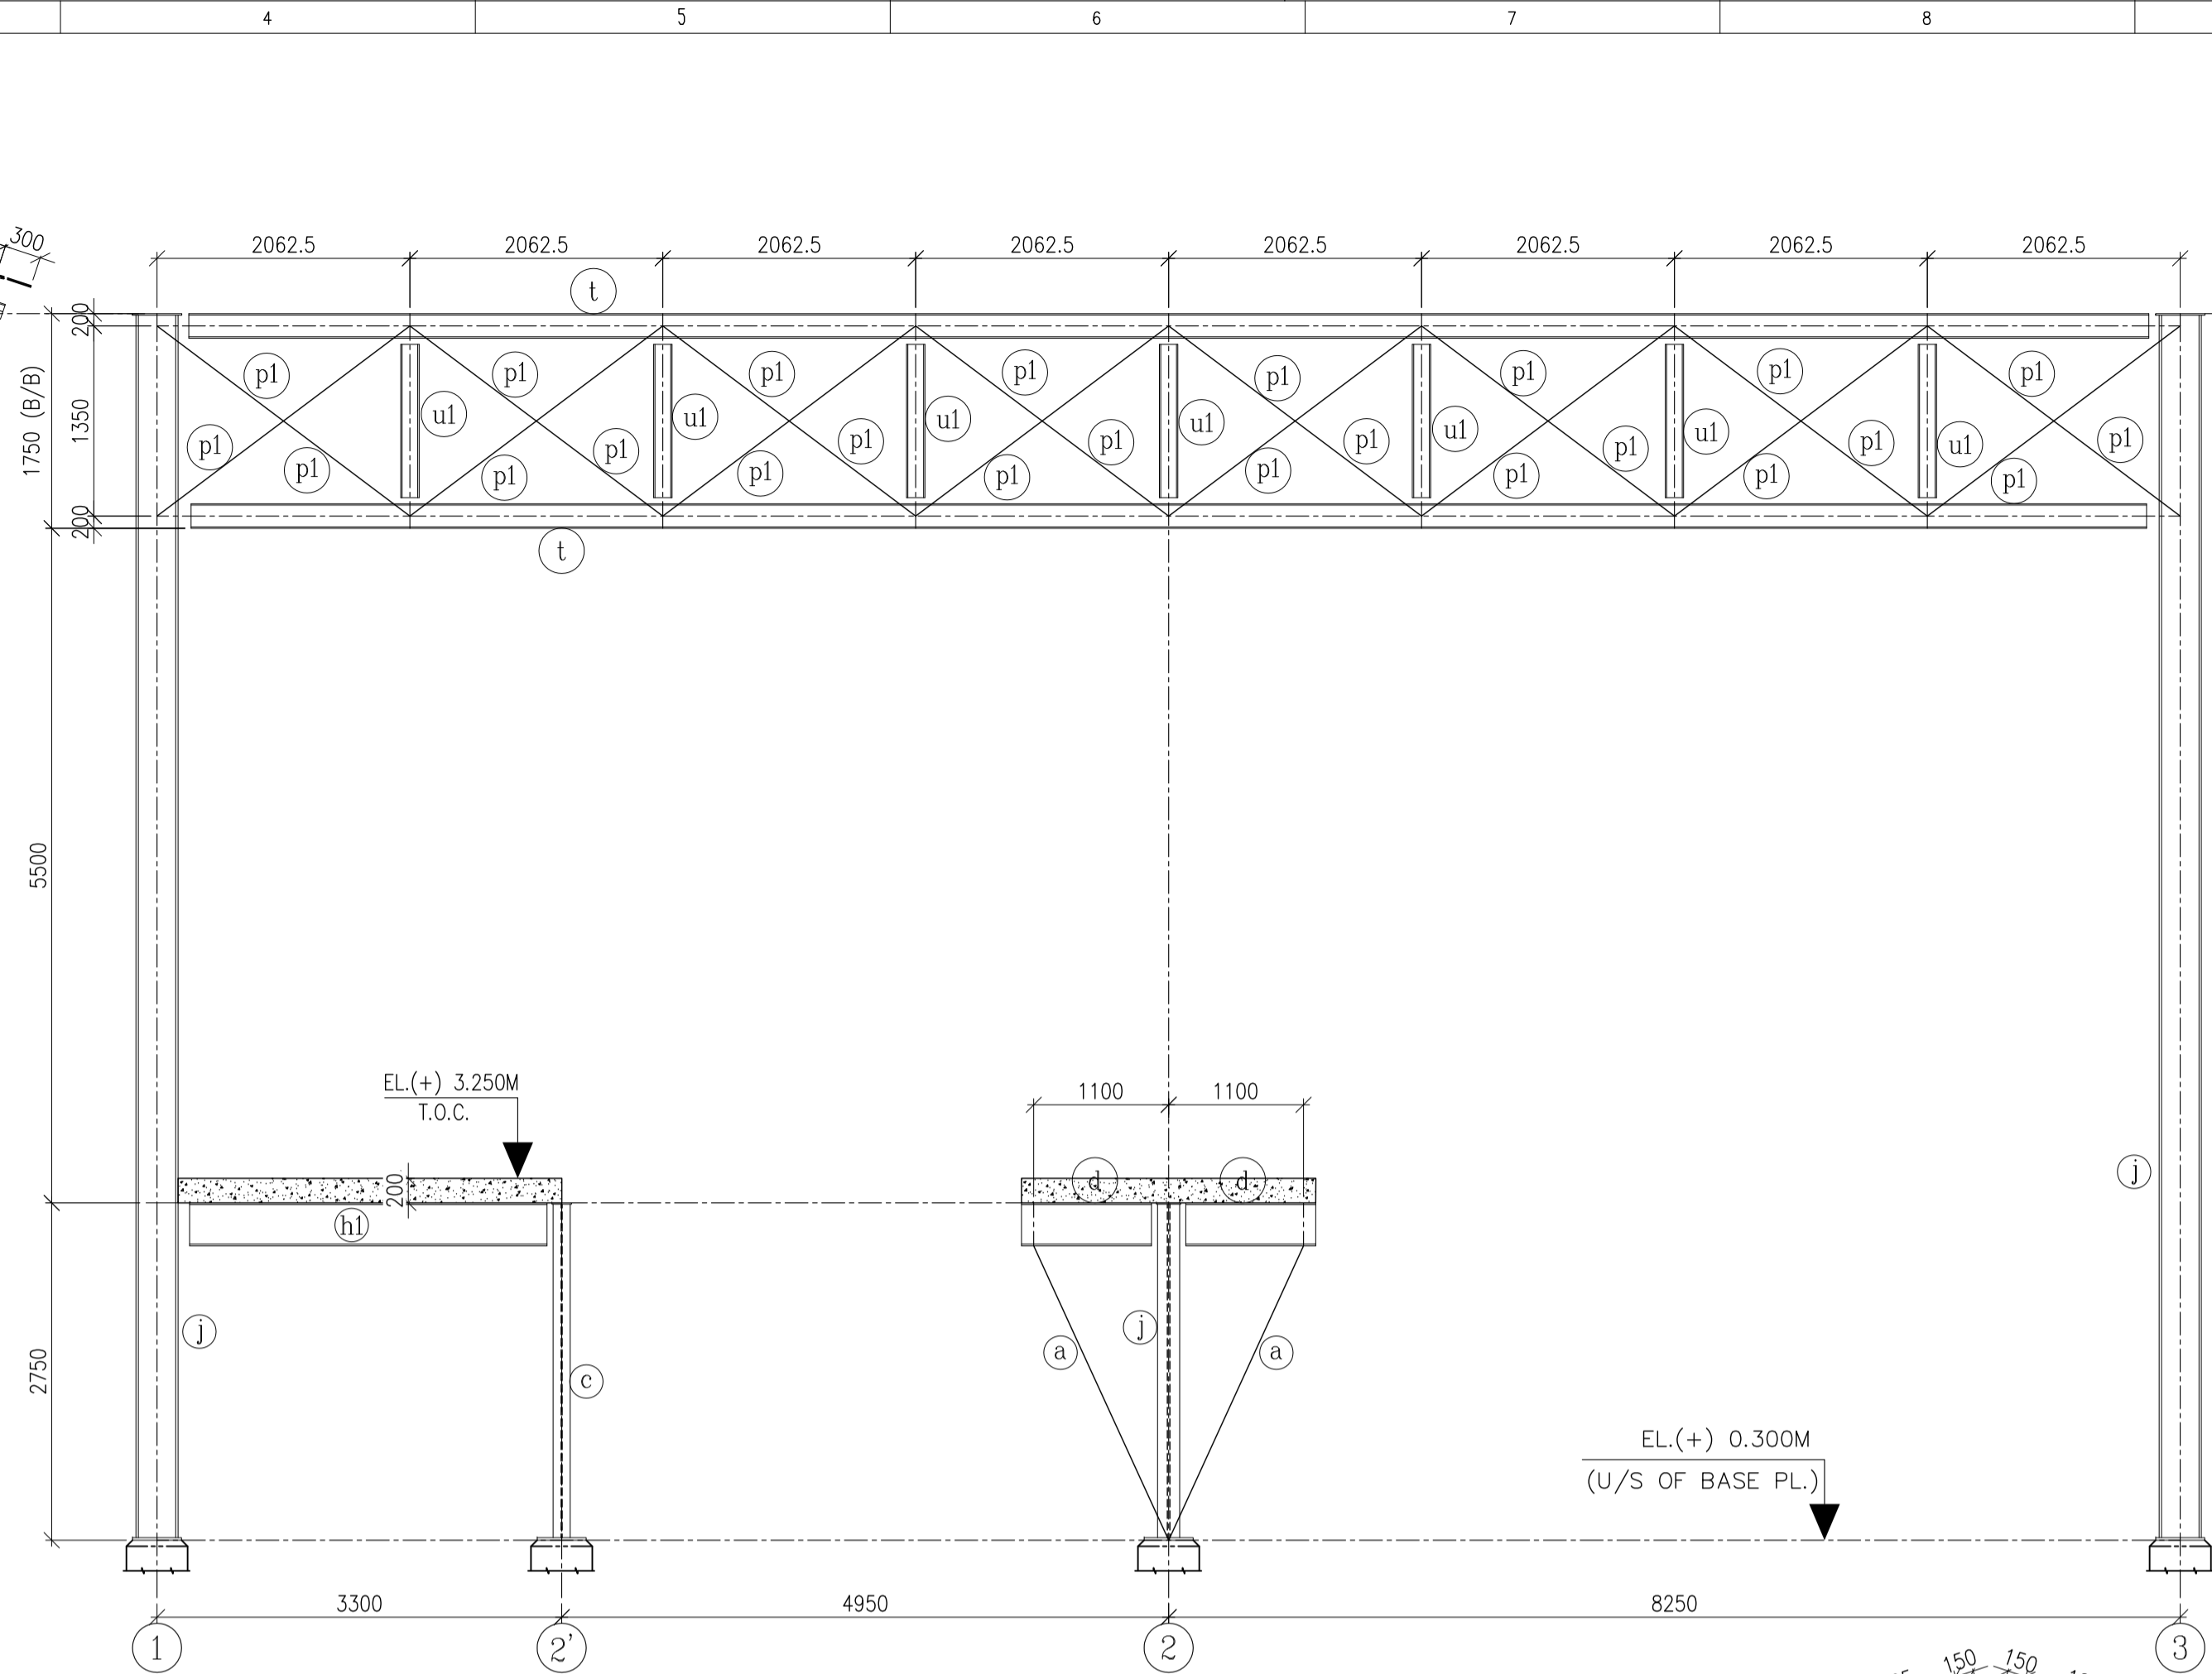 4 5 6 7 8
300
2062.5 2062.5 2062.5 2062.5 2062.5 2062.5 2062.5 2062.5
t
200
1750 (B/B)
1350
200
p1 p1 p1 p1 p1 p1 p1 p1
u1 u1 u1 u1 u1 u1 u1
p1 p1 p1 p1 p1 p1 p1 p1
p1 p1 p1 p1 p1 p1 p1 p1
t
5500
EL.(+) 3.250M
T.O.C.
1100 1100
200
d d
j
h1
j
j
a a
c
2750
EL.(+) 0.300M
(U/S OF BASE PL.)
3300 4950 8250
1 2' 2 3
150 150